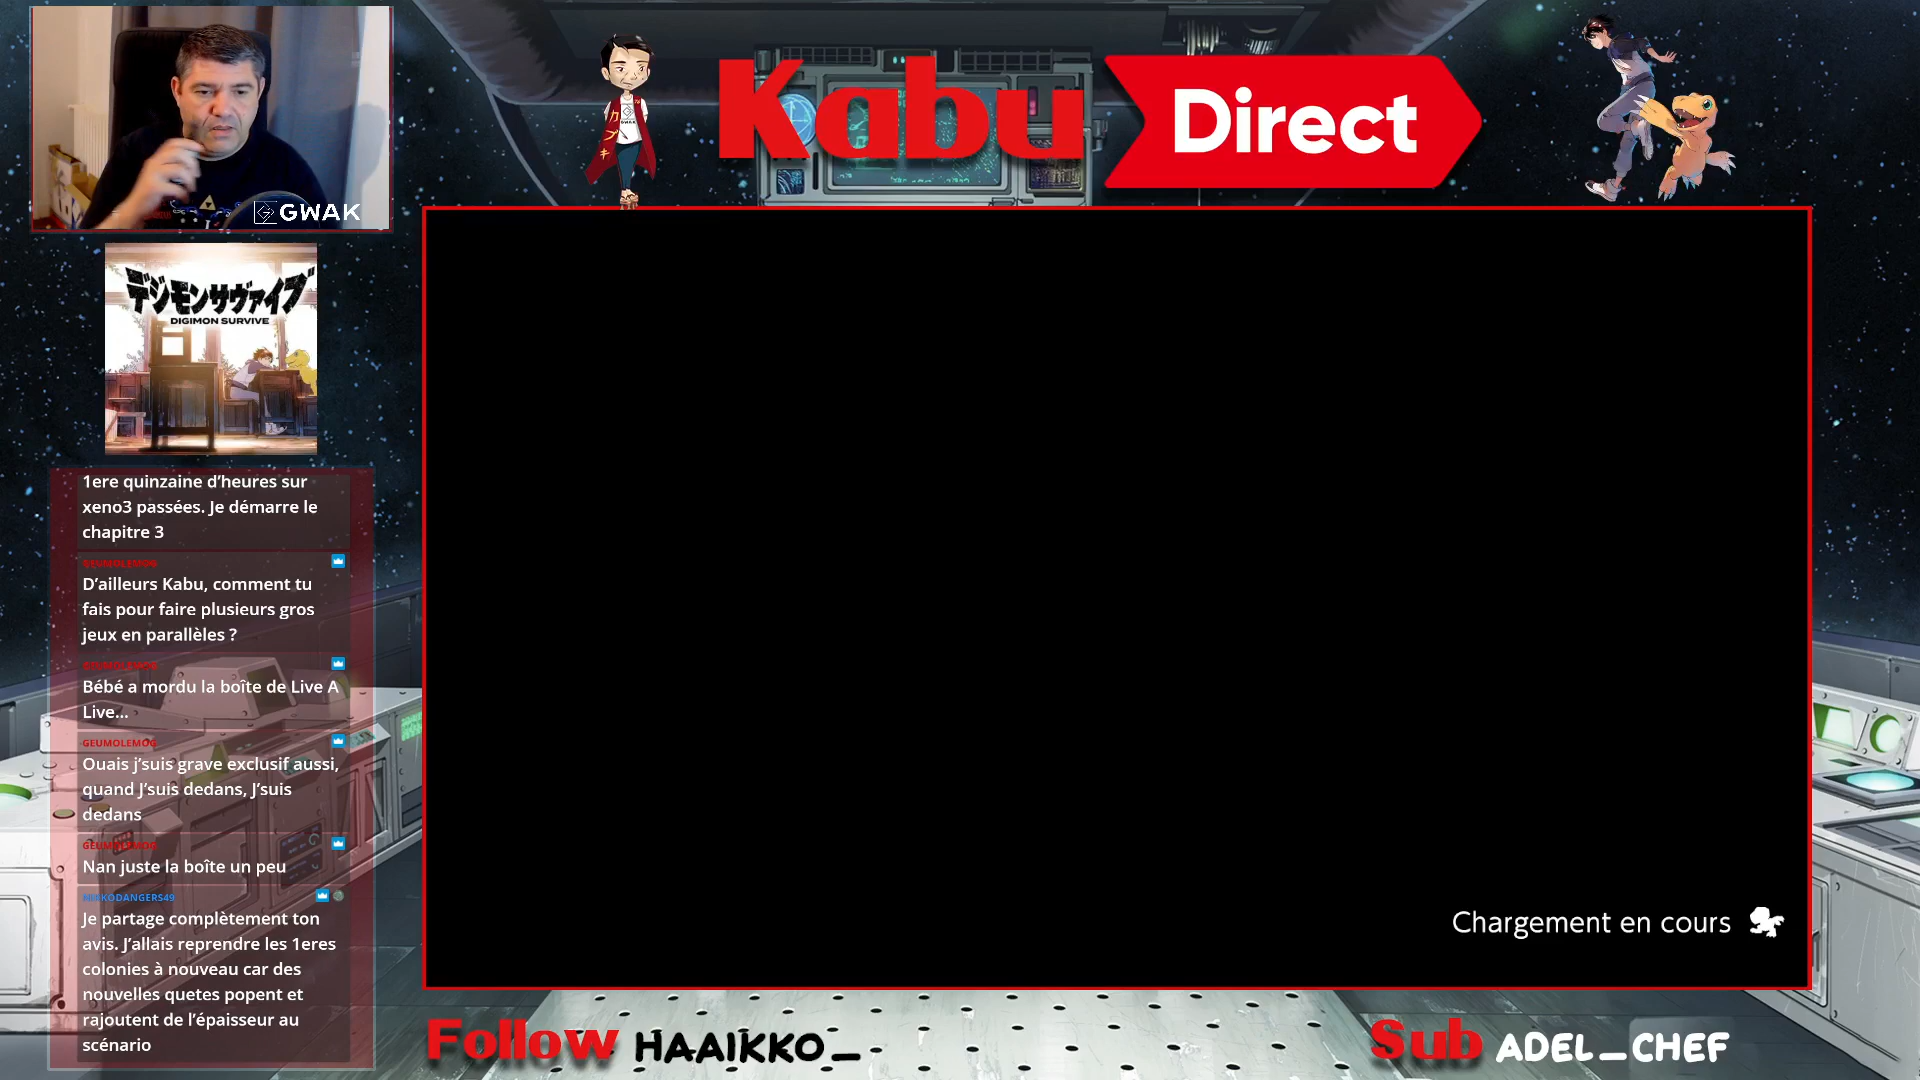 GWAK
Kabu Direct
デジモンサヴァイブ
DIGIMON SURVIVE
1ere quinzaine d’heures sur
xeno3 passées. Je démarre le
chapitre 3
GEUMOLEMOG
D’ailleurs Kabu, comment tu
fais pour faire plusieurs gros
jeux en parallèles ?
GEUMOLEMOG
Bébé a mordu la boîte de Live A
Live...
GEUMOLEMOG
Ouais j’suis grave exclusif aussi,
quand J’suis dedans, J’suis
dedans
GEUMOLEMOG
Nan juste la boîte un peu
Je partage complètement ton
avis. J’allais reprendre les 1eres
colonies à nouveau car des
nouvelles quetes popent et
rajoutent de l’épaisseur au
scénario
Chargement en cours
Follow HAAIKKO_
Sub ADEL_CHEF